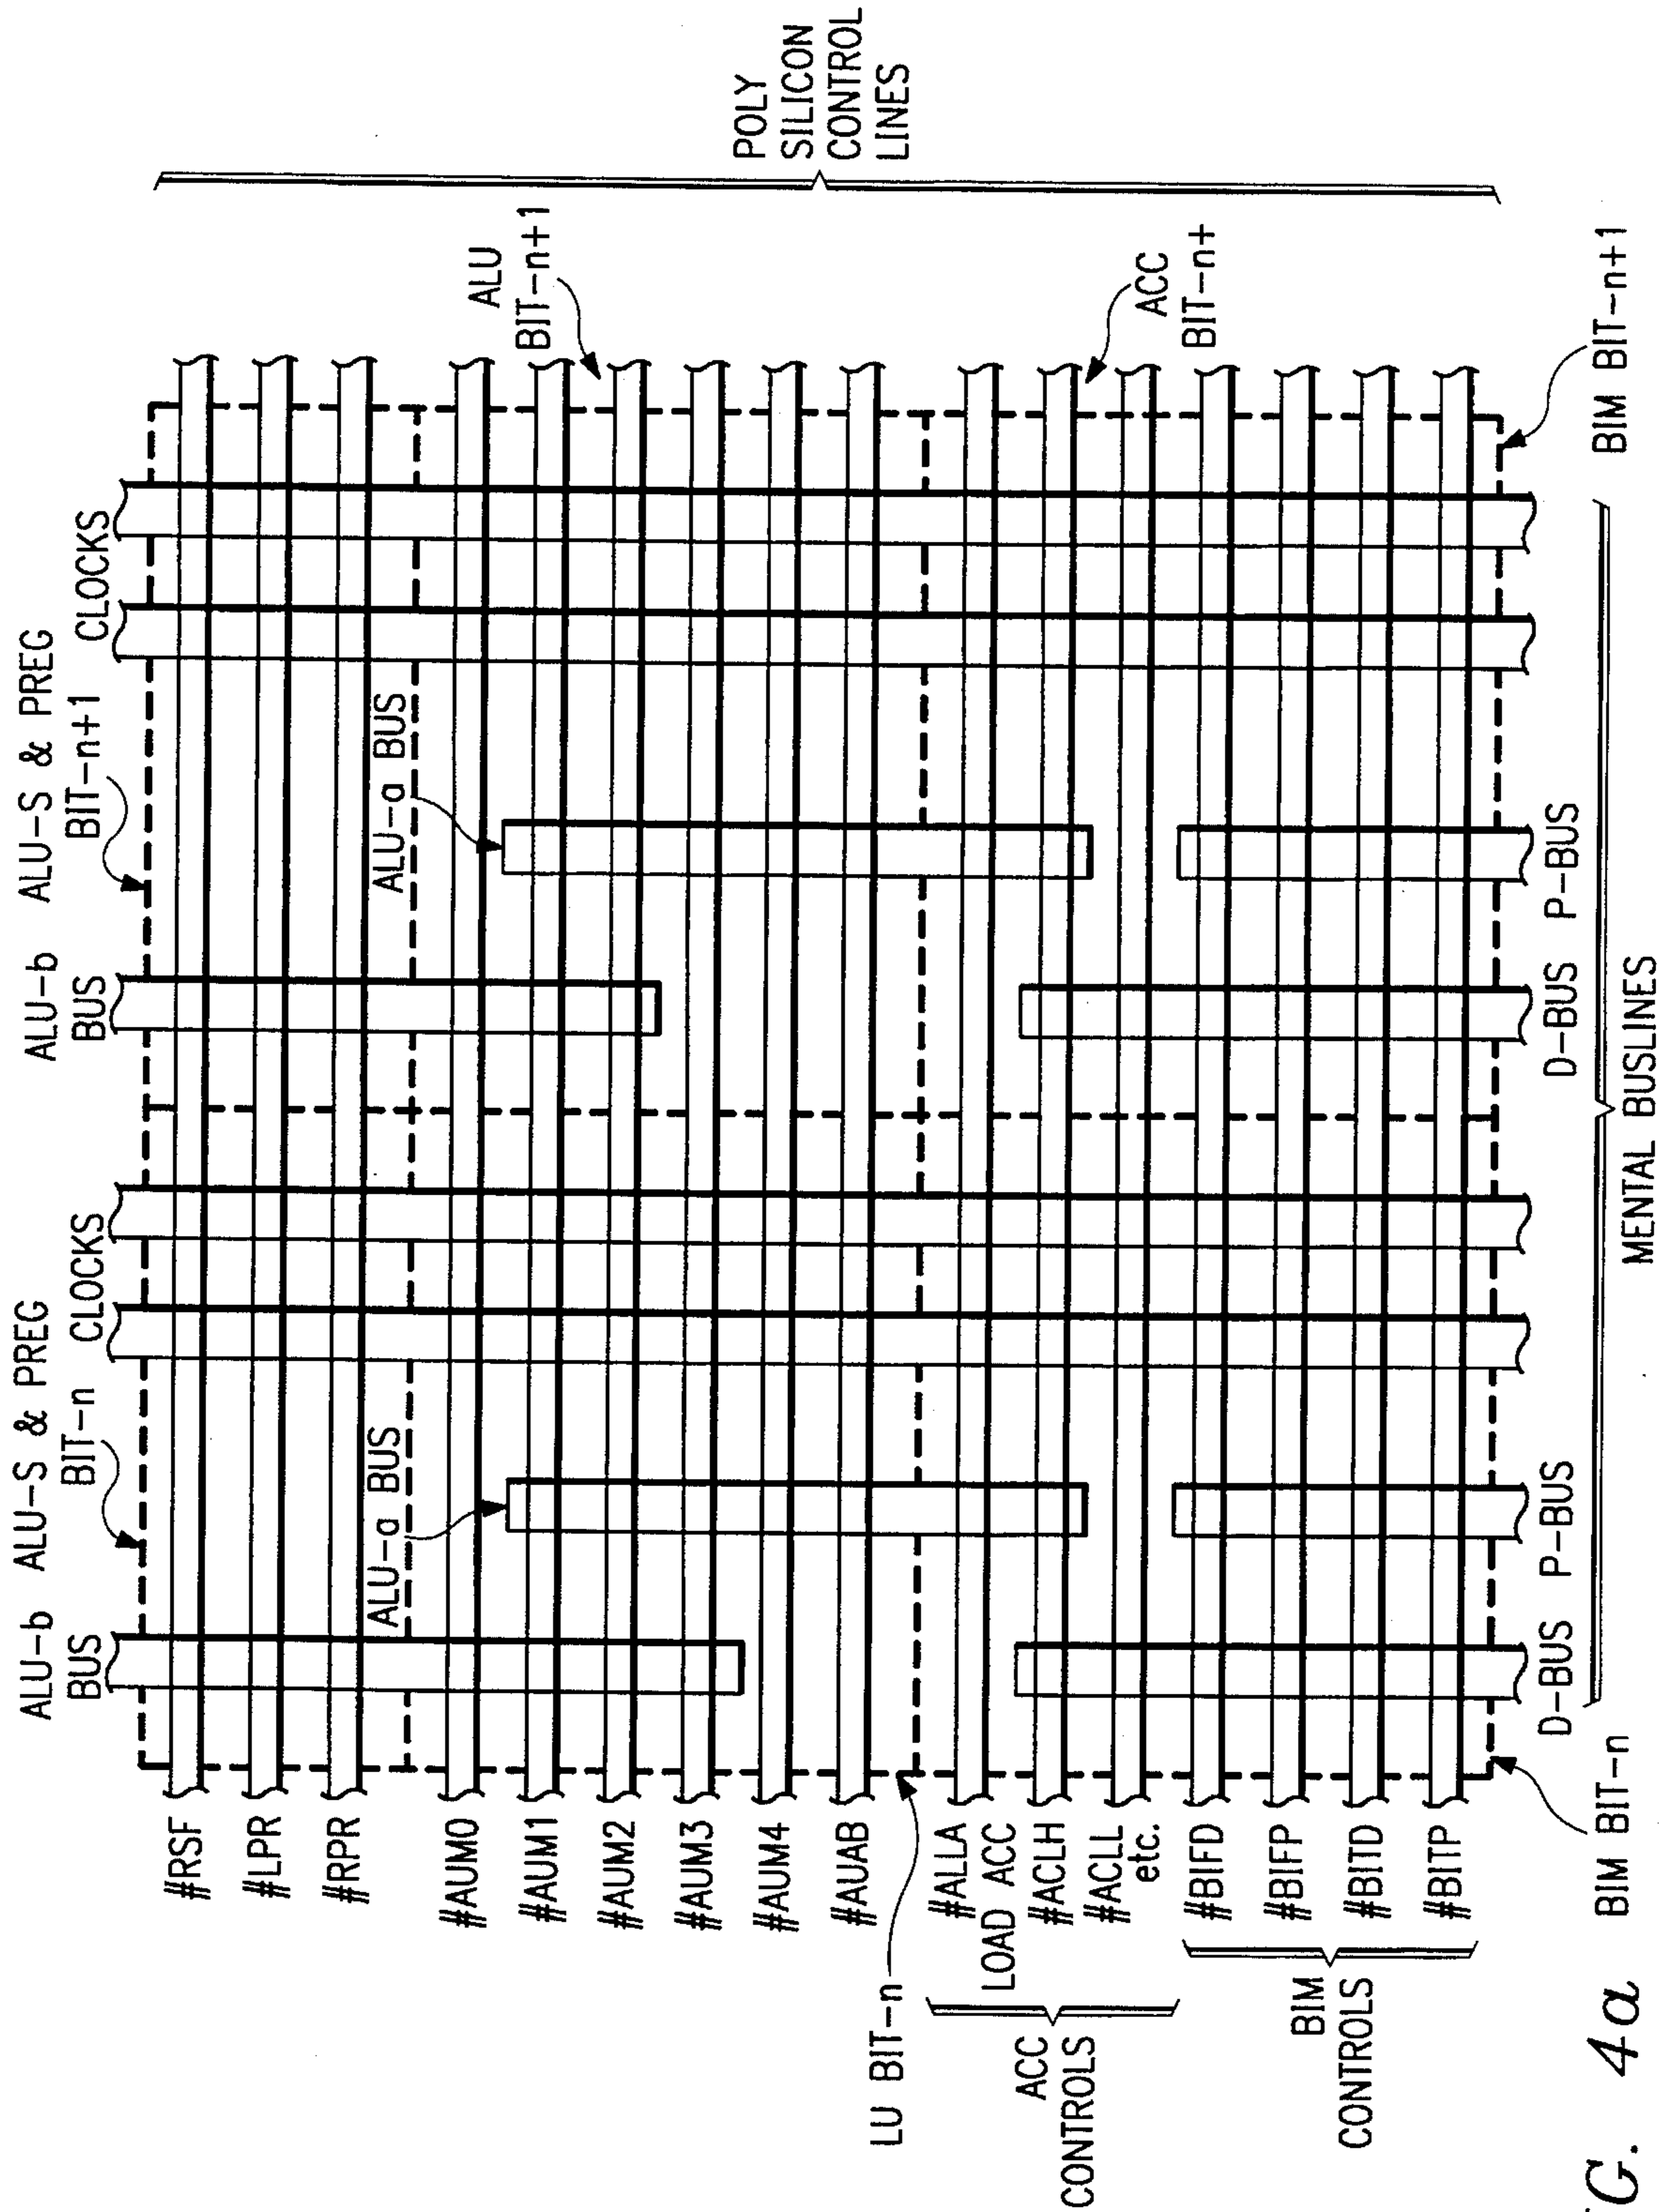 ALU-b
BUS
ALU-S & PREG
BIT-n
CLOCKS
ALU-b
BUS
ALU-S & PREG
BIT-n+1
CLOCKS
ALU-a BUS
ALU-a BUS
#RSF
#LPR
#RPR
#AUM0
#AUM1
#AUM2
#AUM3
#AUM4
#AUAB
#ALLA
LOAD ACC
#ACLH
#ACLL
etc.
#BIFD
#BIFP
#BITD
#BITP
LU BIT-n
ACC
CONTROLS
BIM
CONTROLS
BIM BIT-n
D-BUS
P-BUS
D-BUS
P-BUS
MENTAL BUSLINES
BIM BIT-n+1
ALU
BIT-n+1
ACC
BIT-n+
POLY
SILICON
CONTROL
LINES
G. 4a